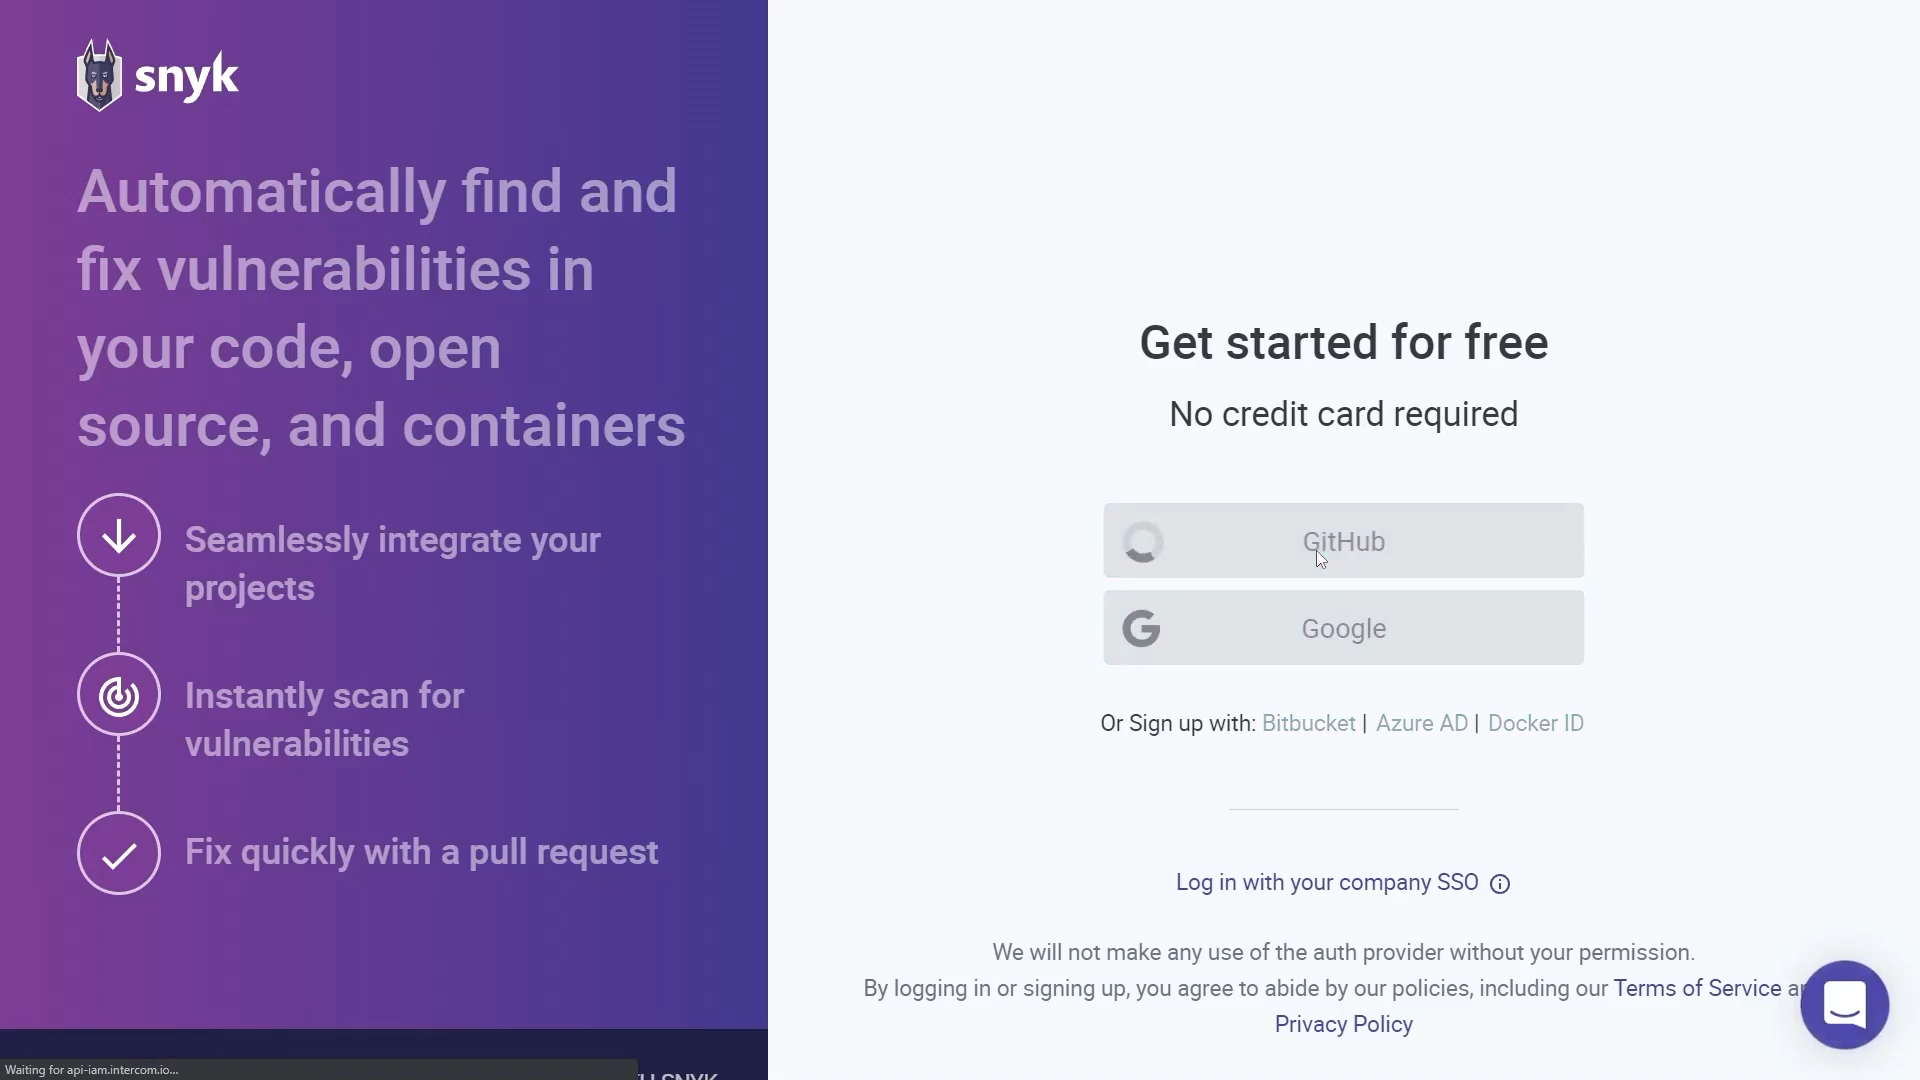 snyk
Automatically find and
fix vulnerabilities in
your code, open
source, and containers
Seamlessly integrate your
projects
Instantly scan for
vulnerabilities
Fix quickly with a pull request
Waiting for api-iam.intercom.io...
SNYK
Get started for free
No credit card required
GitHub
Google
Or Sign up with: Bitbucket | Azure AD | Docker ID
Log in with your company SSO
We will not make any use of the auth provider without your permission.
By logging in or signing up, you agree to abide by our policies, including our Terms of Service
Privacy Policy